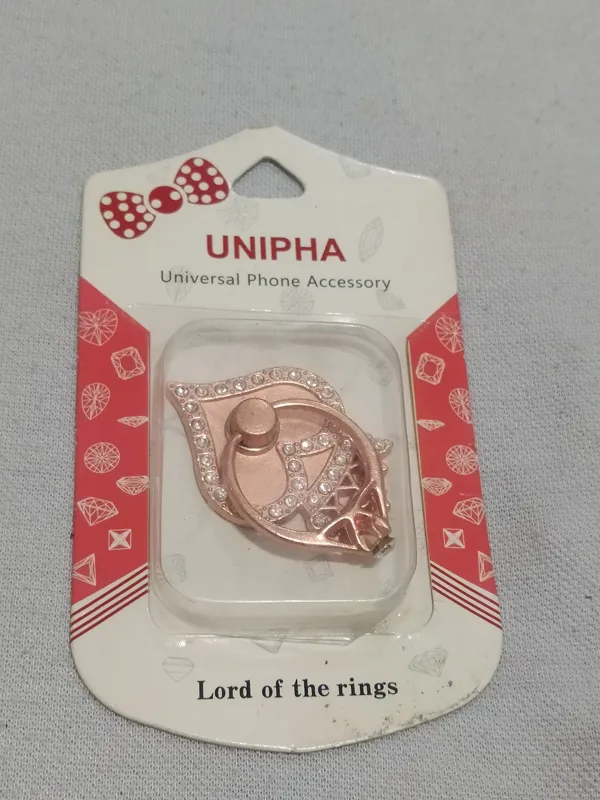 UNIPHA
Universal Phone Accessory
Lord of the rings